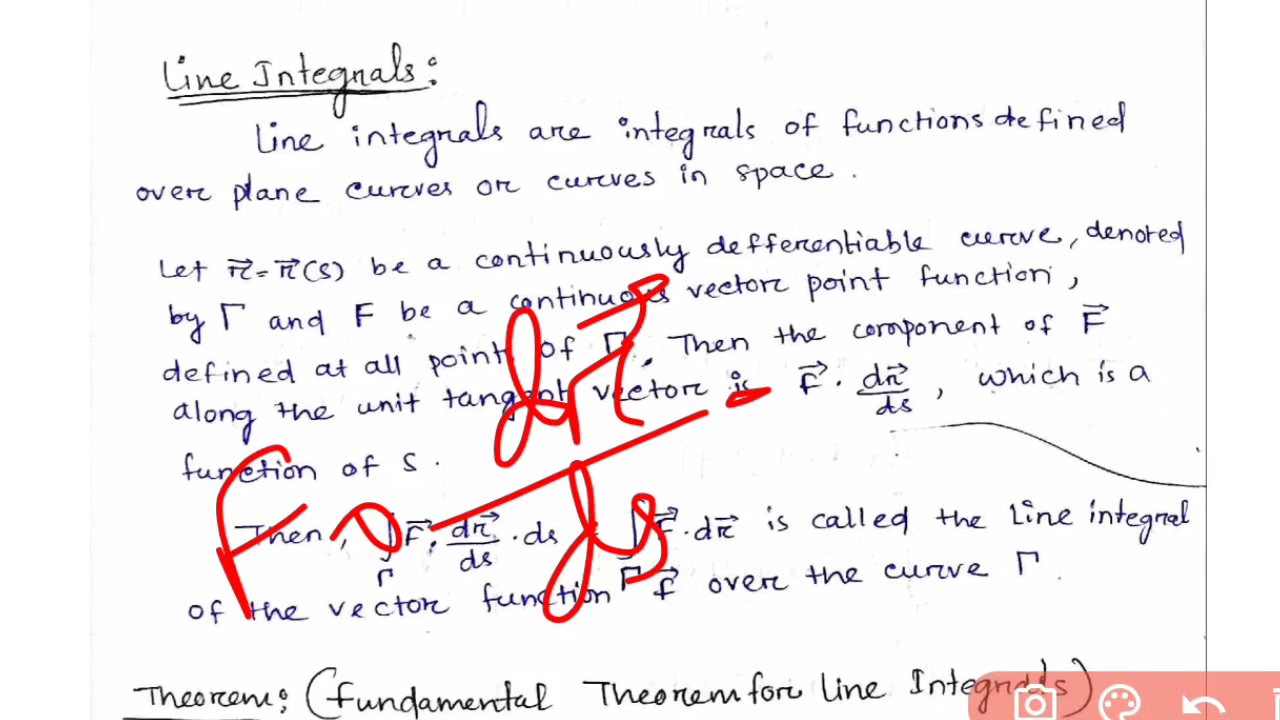 Line Integrals:
Line integrals are integrals of functions defined
over plane curves or curves in space.
Let r⃗ = r⃗(s) be a continuously defferentiable curve, denoted
by Γ and F be a continuous vector point function,
defined at all point of Γ. Then the component of F⃗
along the unit tangent vector is F⃗ · dr⃗/ds, which is a
function of s.
Then, ∫Γ F⃗ · dr⃗/ds · ds = ∫Γ F⃗ · dr⃗ is called the line integral
of the vector function F⃗ over the curve Γ.
Theorem: (Fundamental Theorem for Line Integrals)
F dr⃗/ds